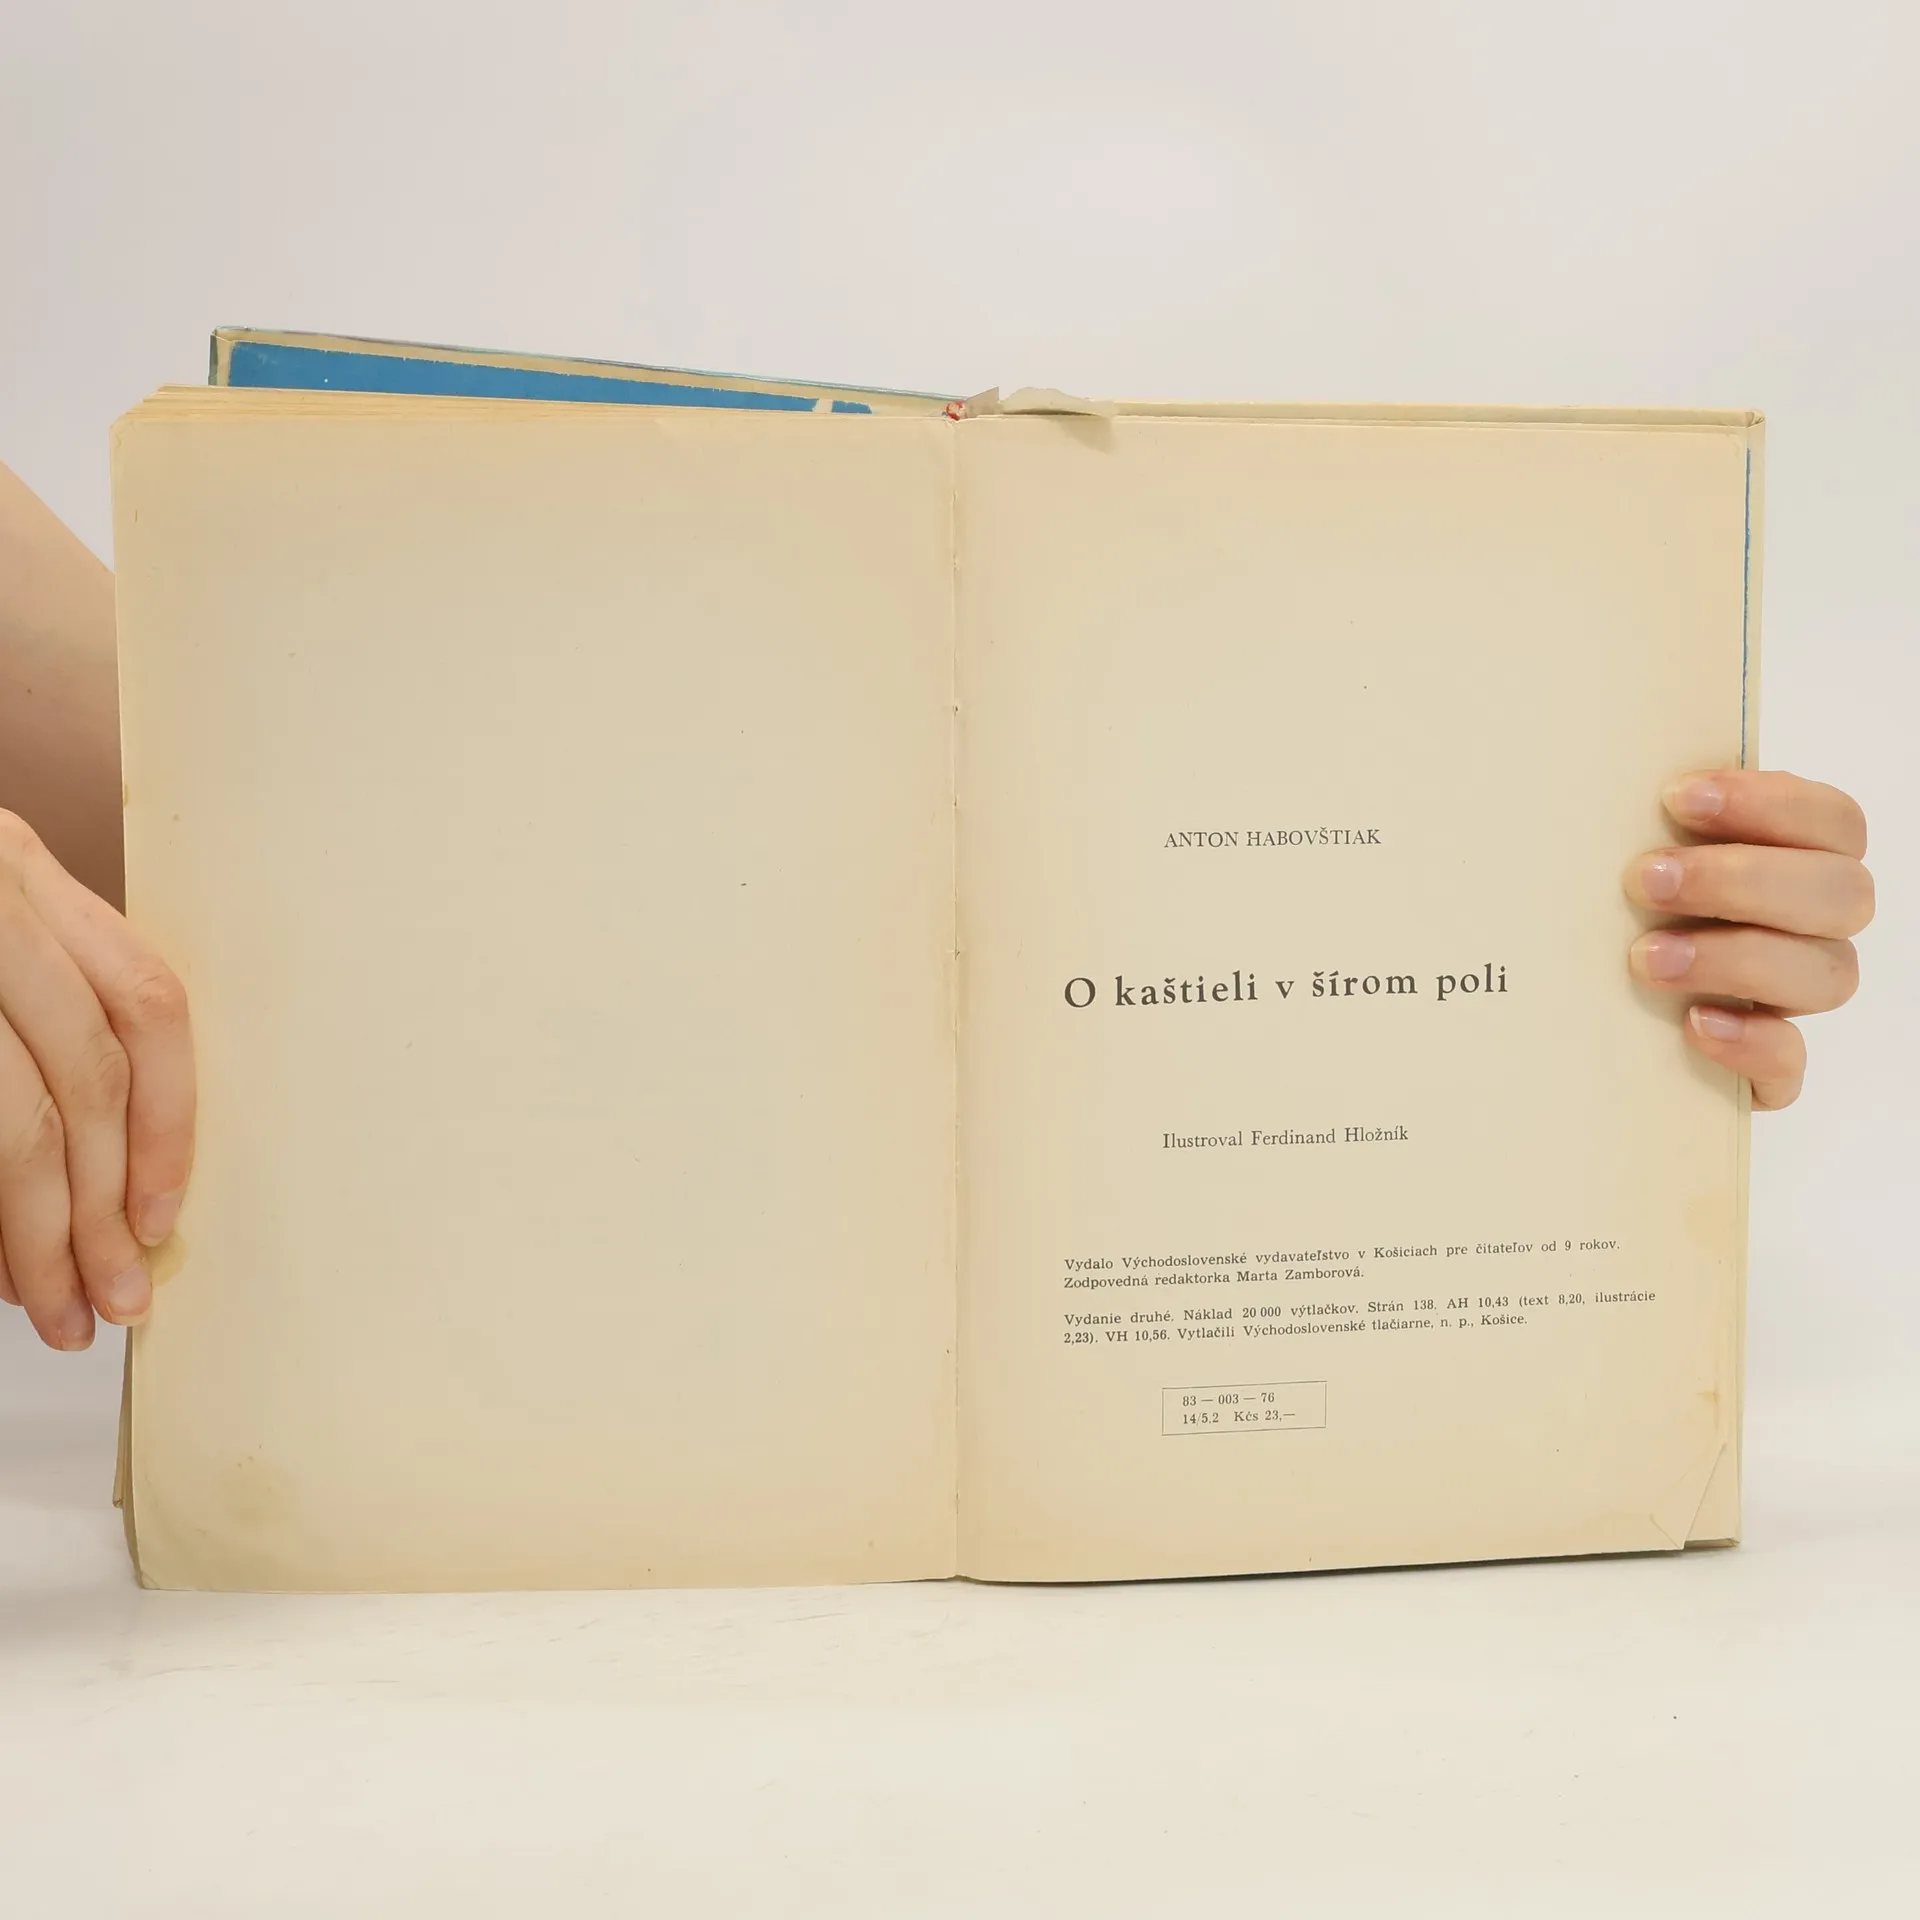 ANTON HABOVŠTIAK
O kaštieli v šírom poli
Ilustroval Ferdinand Hložník
Vydalo Východoslovenské vydavateľstvo v Košiciach pre čitateľov od 9 rokov.
Zodpovedná redaktorka Marta Zamborová.
Vydanie druhé. Náklad 20 000 výtlačkov. Strán 138. AH 10,43 (text 8,20, ilustrácie
2,23). VH 10,56. Vytlačili Východoslovenské tlačiarne, n. p., Košice.
83 — 003 — 76
14/5,2 Kčs 23,—